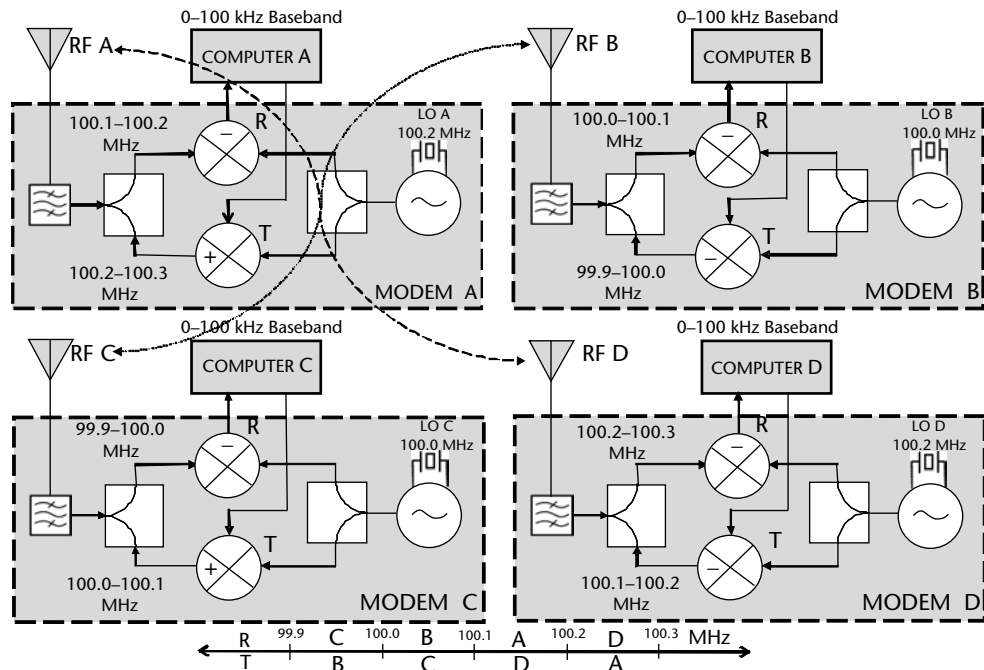 0–100 kHz Baseband
0–100 kHz Baseband
RF A
COMPUTER A
RF B
COMPUTER B
100.1–100.2
MHz
−
R
LO A
100.2 MHz
T
+
100.2–100.3
MHz
MODEM A
100.0–100.1
MHz
−
R
LO B
100.0 MHz
T
−
99.9–100.0
MHz
MODEM B
0–100 kHz Baseband
0–100 kHz Baseband
RF C
COMPUTER C
RF D
COMPUTER D
99.9–100.0
MHz
−
R
LO C
100.0 MHz
T
+
100.0–100.1
MHz
MODEM C
100.2–100.3
MHz
−
R
LO D
100.2 MHz
T
−
100.1–100.2
MHz
MODEM D
R 99.9 C 100.0 B 100.1 A 100.2 D 100.3 MHz
T B C D A